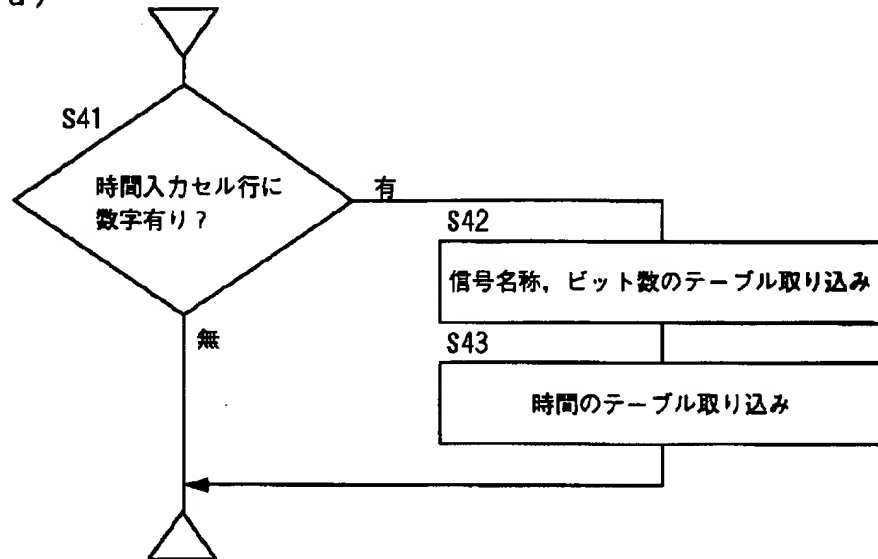 a)
S41
時間入力セル行に
数字有り?
有
S42
信号名称,ビット数のテーブル取り込み
無
S43
時間のテーブル取り込み